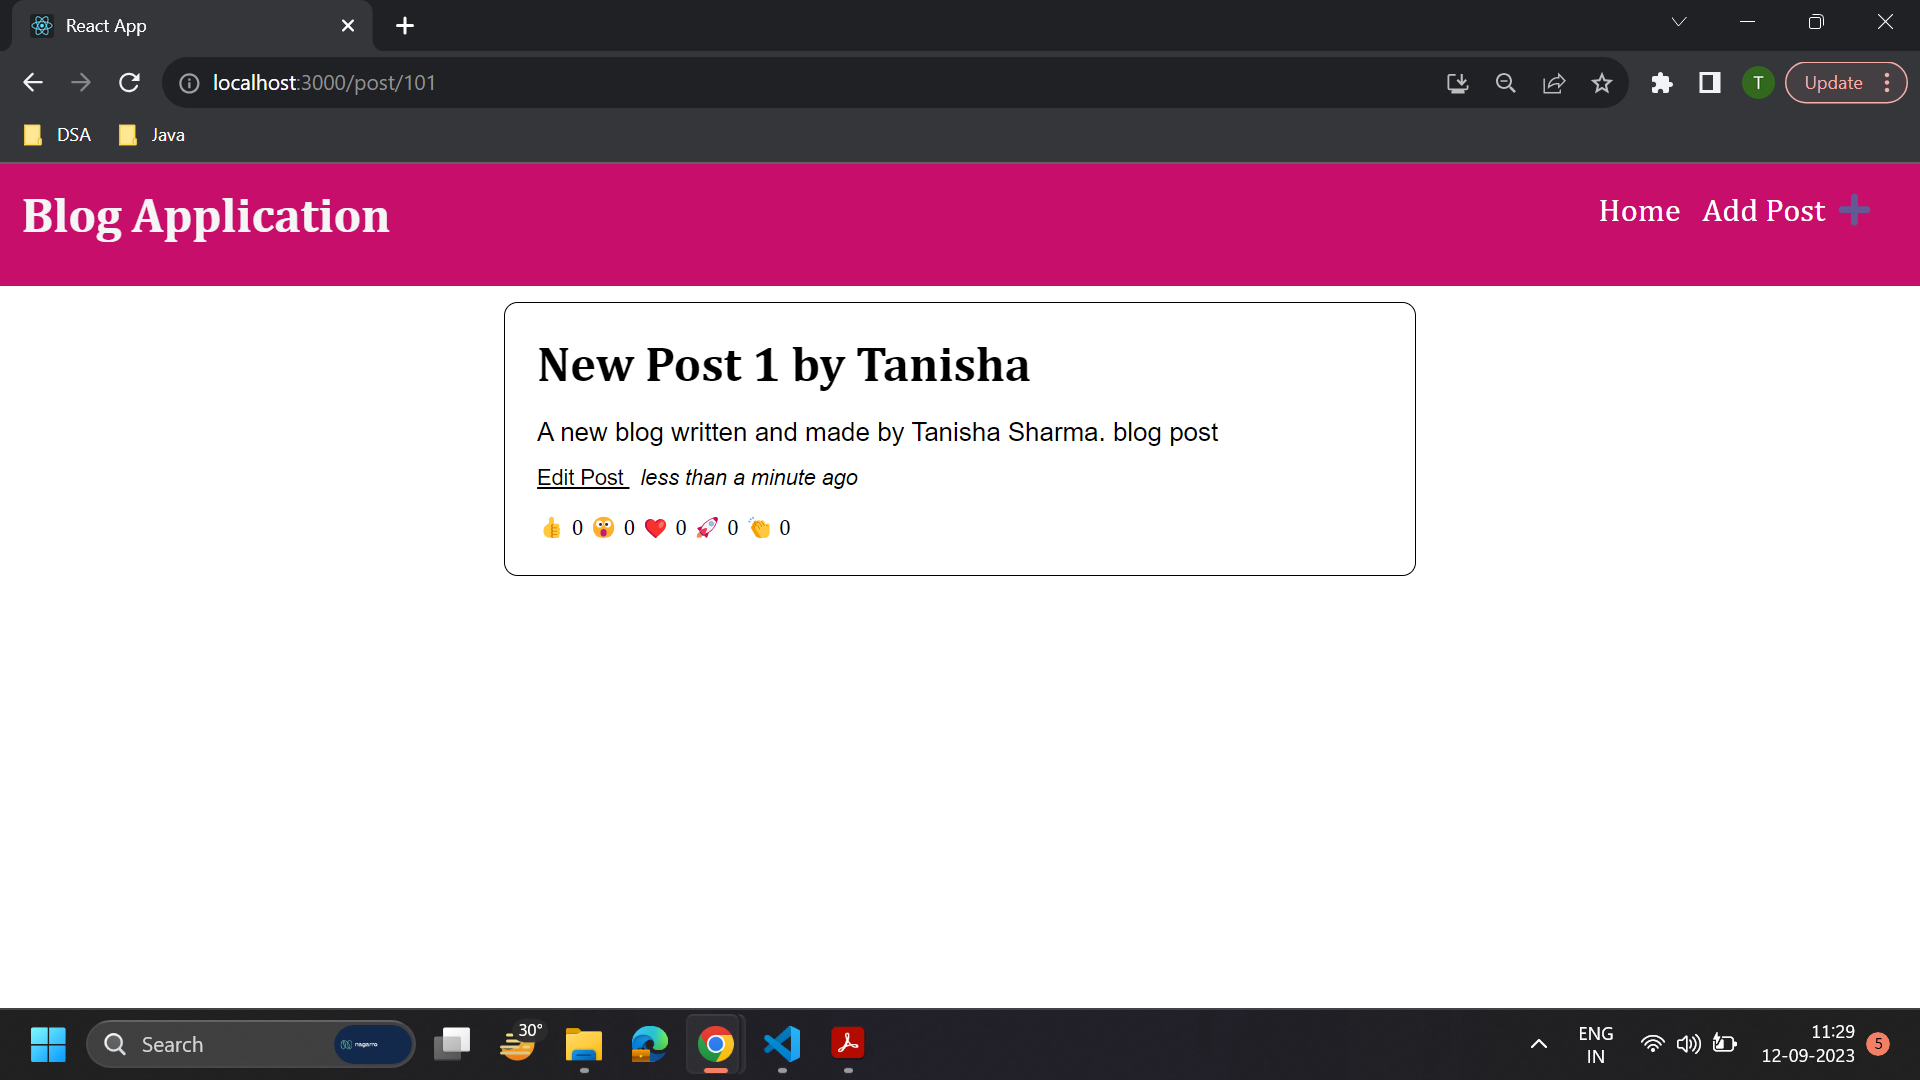 React App
localhost:3000/post/101
T
Update
DSA
Java
Blog Application
Home
Add Post
New Post 1 by Tanisha
A new blog written and made by Tanisha Sharma. blog post
Edit Post less than a minute ago
👍 0 😲 0 ❤️ 0 🚀 0 👏 0
Search
nagarro
30°
ENG
IN
11:29
12-09-2023
5